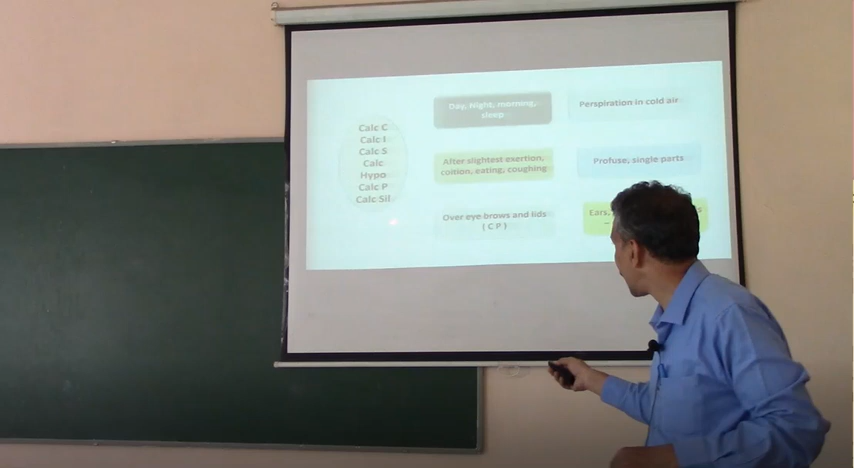 Calc C
Calc I
Calc S
Calc
Hypo
Calc P
Calc Sil
Day, Night, morning,
sleep
Perspiration in cold air
After slightest exertion,
coition, eating, coughing
Profuse, single parts
Over eye brows and lids
( C P )
Ears,